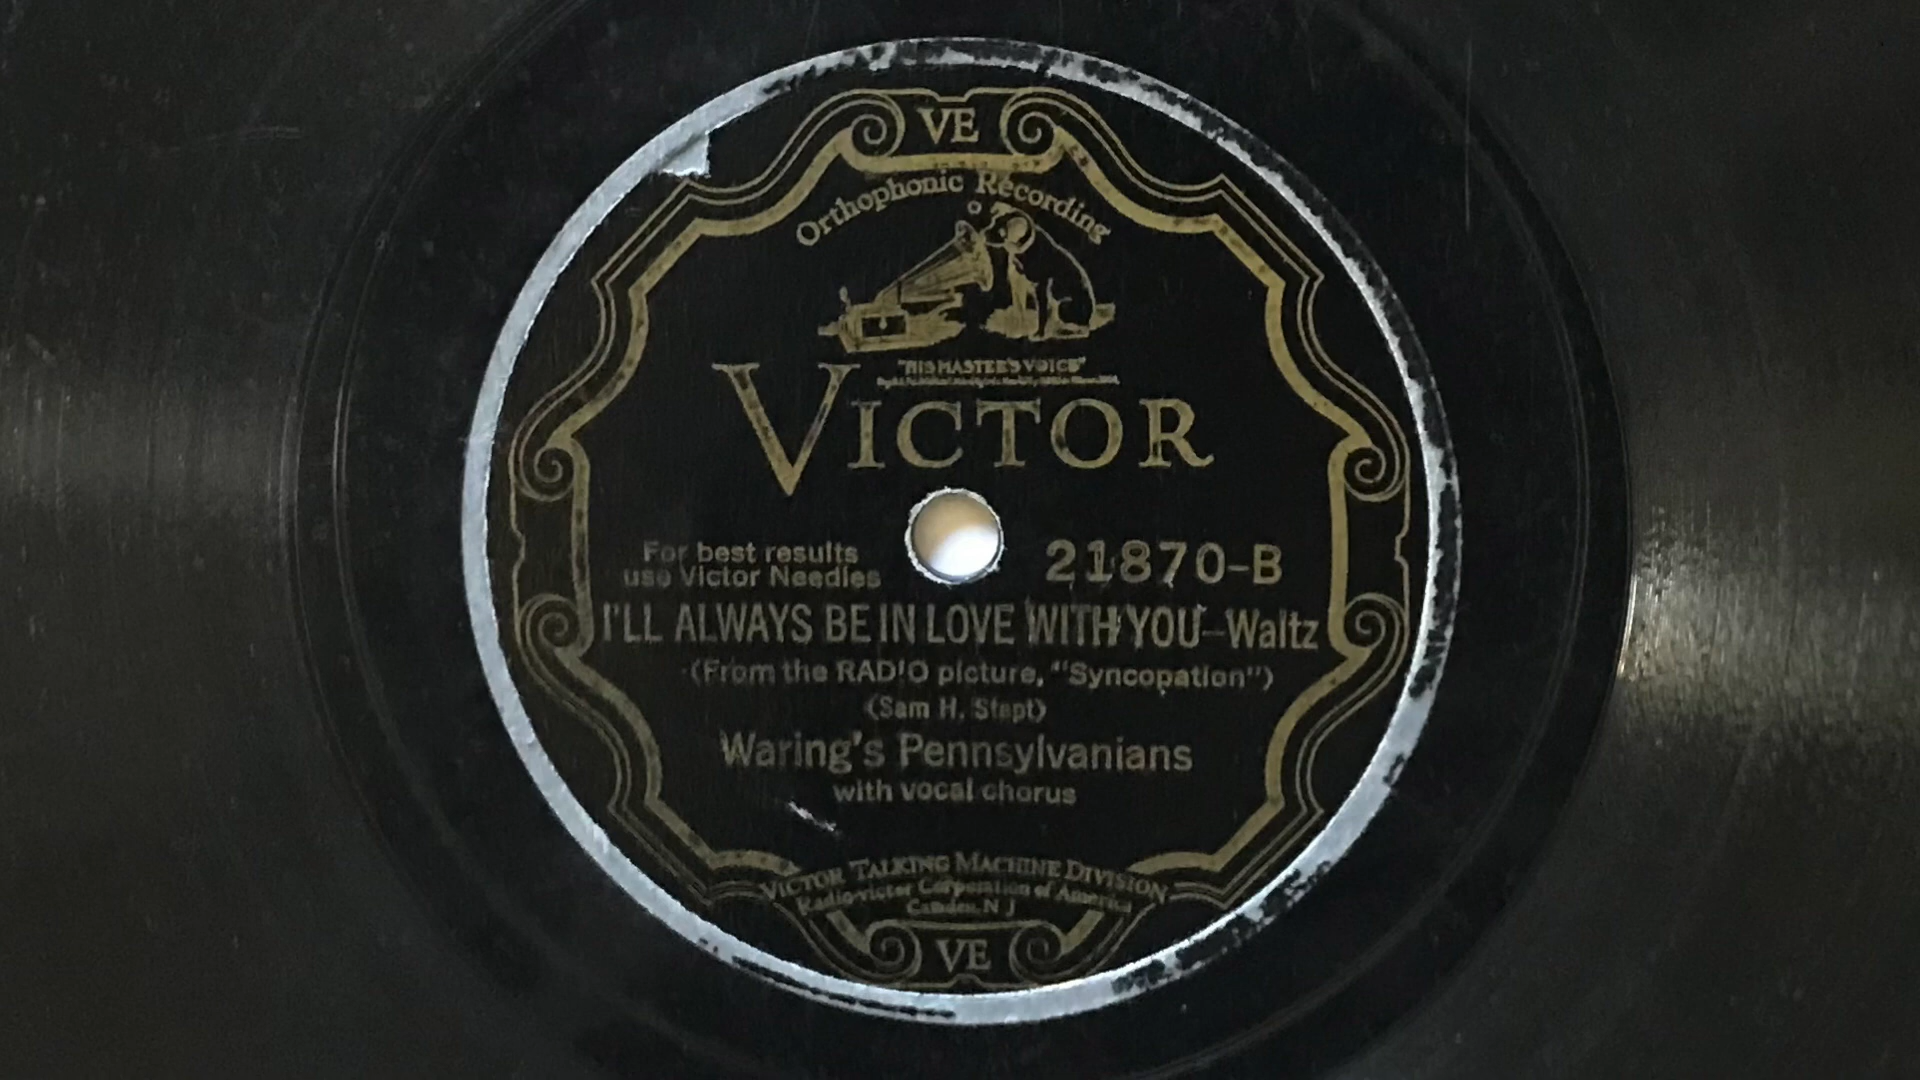 VE
Orthophonic Recording
"HIS MASTER'S VOICE"
VICTOR
For best results
use Victor Needles
21870-B
I'LL ALWAYS BE IN LOVE WITH YOU-Waltz
(From the RADIO picture, "Syncopation")
(Sam H. Stept)
Waring's Pennsylvanians
with vocal chorus
VICTOR TALKING MACHINE DIVISION
Radio-Victor Corporation of America
Camden, N J
VE